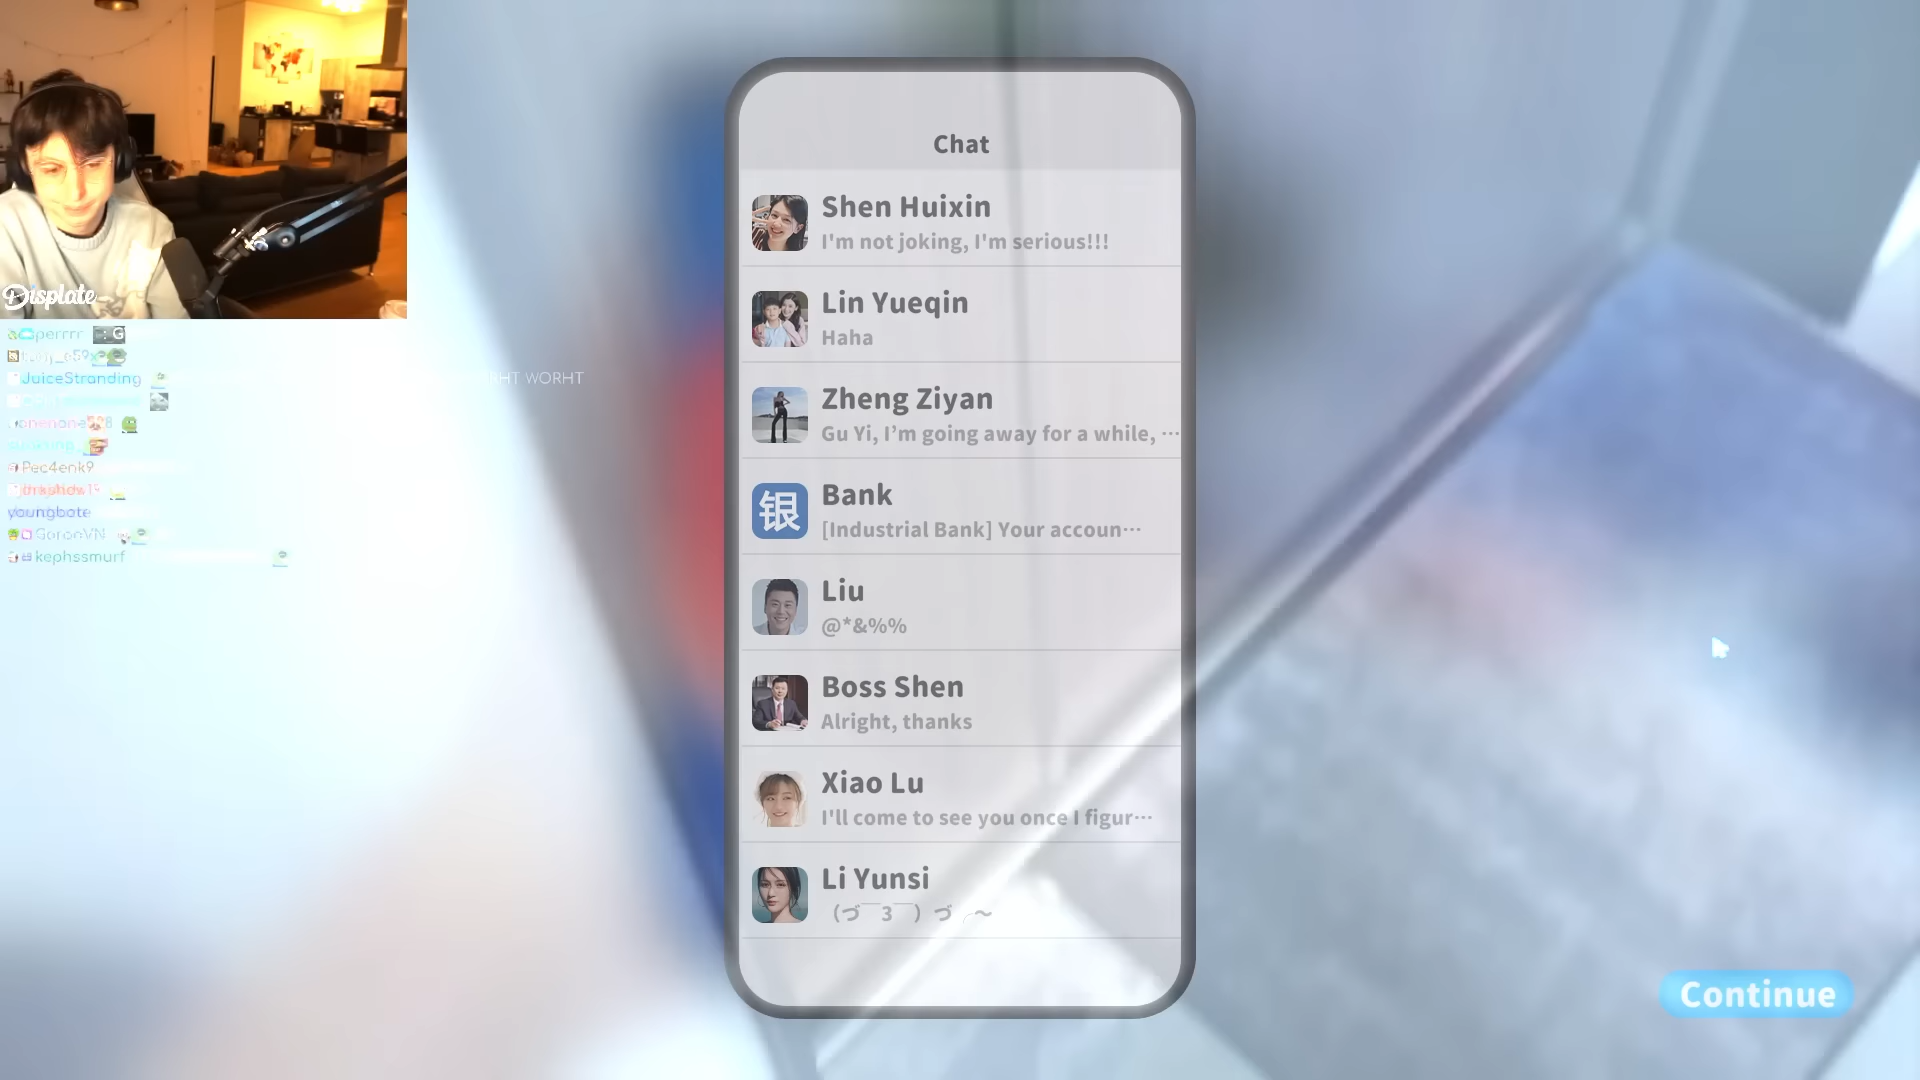 Chat
Shen Huixin
I'm not joking, I'm serious!!!
Lin Yueqin
Haha
Zheng Ziyan
Gu Yi, I’m going away for a while, ···
Bank
银
[Industrial Bank] Your accoun···
Liu
@*&%%
Boss Shen
Alright, thanks
Xiao Lu
I'll come to see you once I figur···
Li Yunsi
(づ￣3￣)づ╭～
Continue
Displate
: G
JuiceStranding
WORHT
Pec4enk9
youngbote
GoronVN
kephssmurf